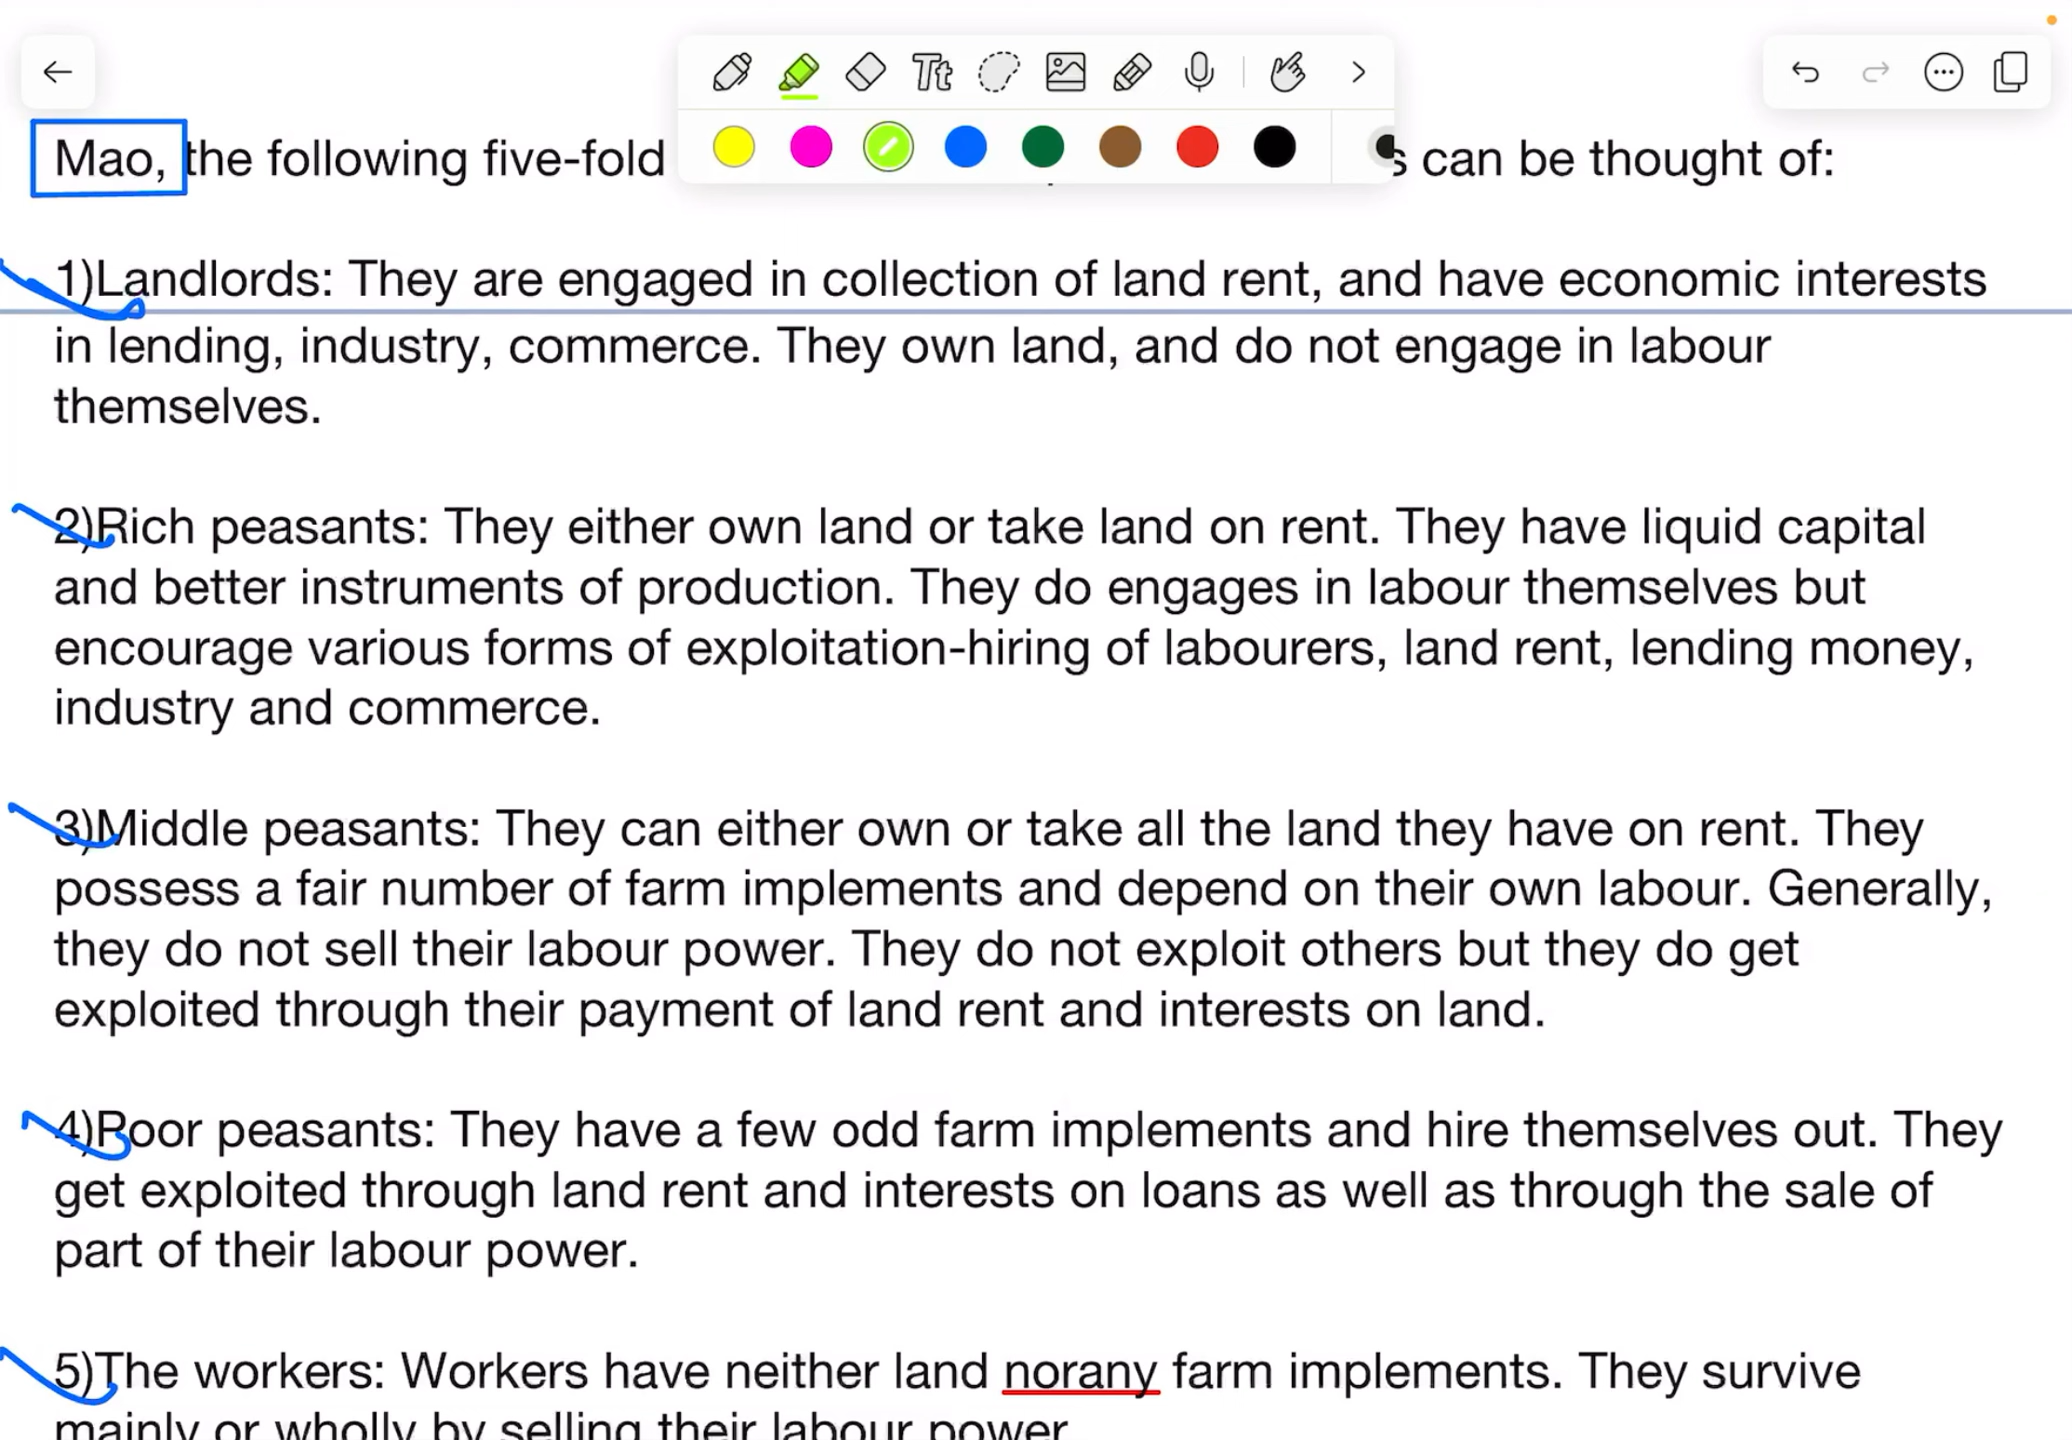 Tt
Mao, the following five-fold s can be thought of:
1)Landlords: They are engaged in collection of land rent, and have economic interests
in lending, industry, commerce. They own land, and do not engage in labour
themselves.
2)Rich peasants: They either own land or take land on rent. They have liquid capital
and better instruments of production. They do engages in labour themselves but
encourage various forms of exploitation-hiring of labourers, land rent, lending money,
industry and commerce.
3)Middle peasants: They can either own or take all the land they have on rent. They
possess a fair number of farm implements and depend on their own labour. Generally,
they do not sell their labour power. They do not exploit others but they do get
exploited through their payment of land rent and interests on land.
4)Poor peasants: They have a few odd farm implements and hire themselves out. They
get exploited through land rent and interests on loans as well as through the sale of
part of their labour power.
5)The workers: Workers have neither land norany farm implements. They survive
mainly or wholly by selling their labour power